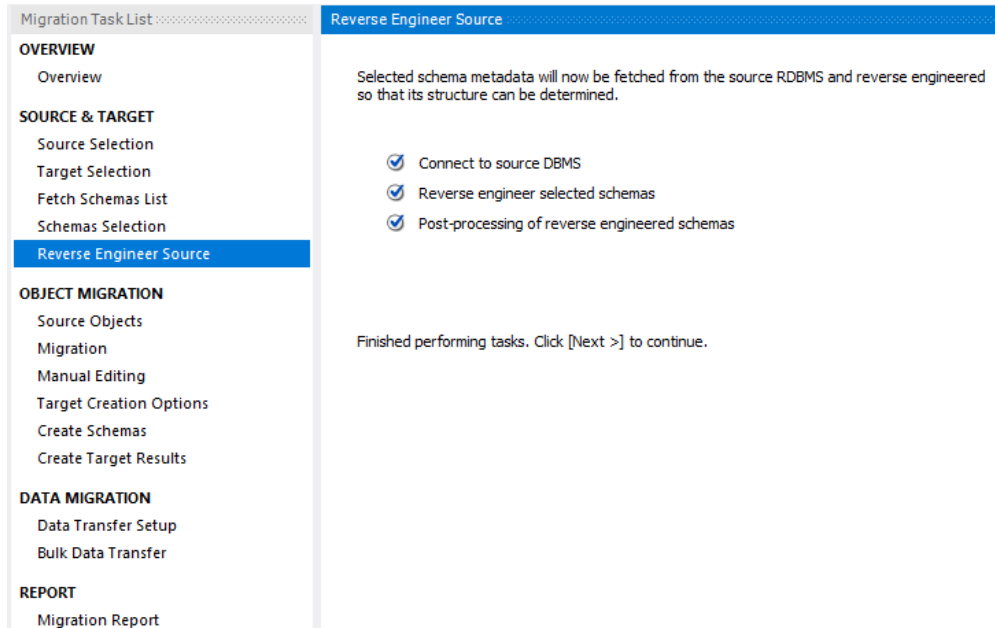 Migration Task List
OVERVIEW
Overview
SOURCE & TARGET
Source Selection
Target Selection
Fetch Schemas List
Schemas Selection
Reverse Engineer Source
OBJECT MIGRATION
Source Objects
Migration
Manual Editing
Target Creation Options
Create Schemas
Create Target Results
DATA MIGRATION
Data Transfer Setup
Bulk Data Transfer
REPORT
Migration Report
Reverse Engineer Source
Selected schema metadata will now be fetched from the source RDBMS and reverse engineered
so that its structure can be determined.
Connect to source DBMS
Reverse engineer selected schemas
Post-processing of reverse engineered schemas
Finished performing tasks. Click [Next >] to continue.